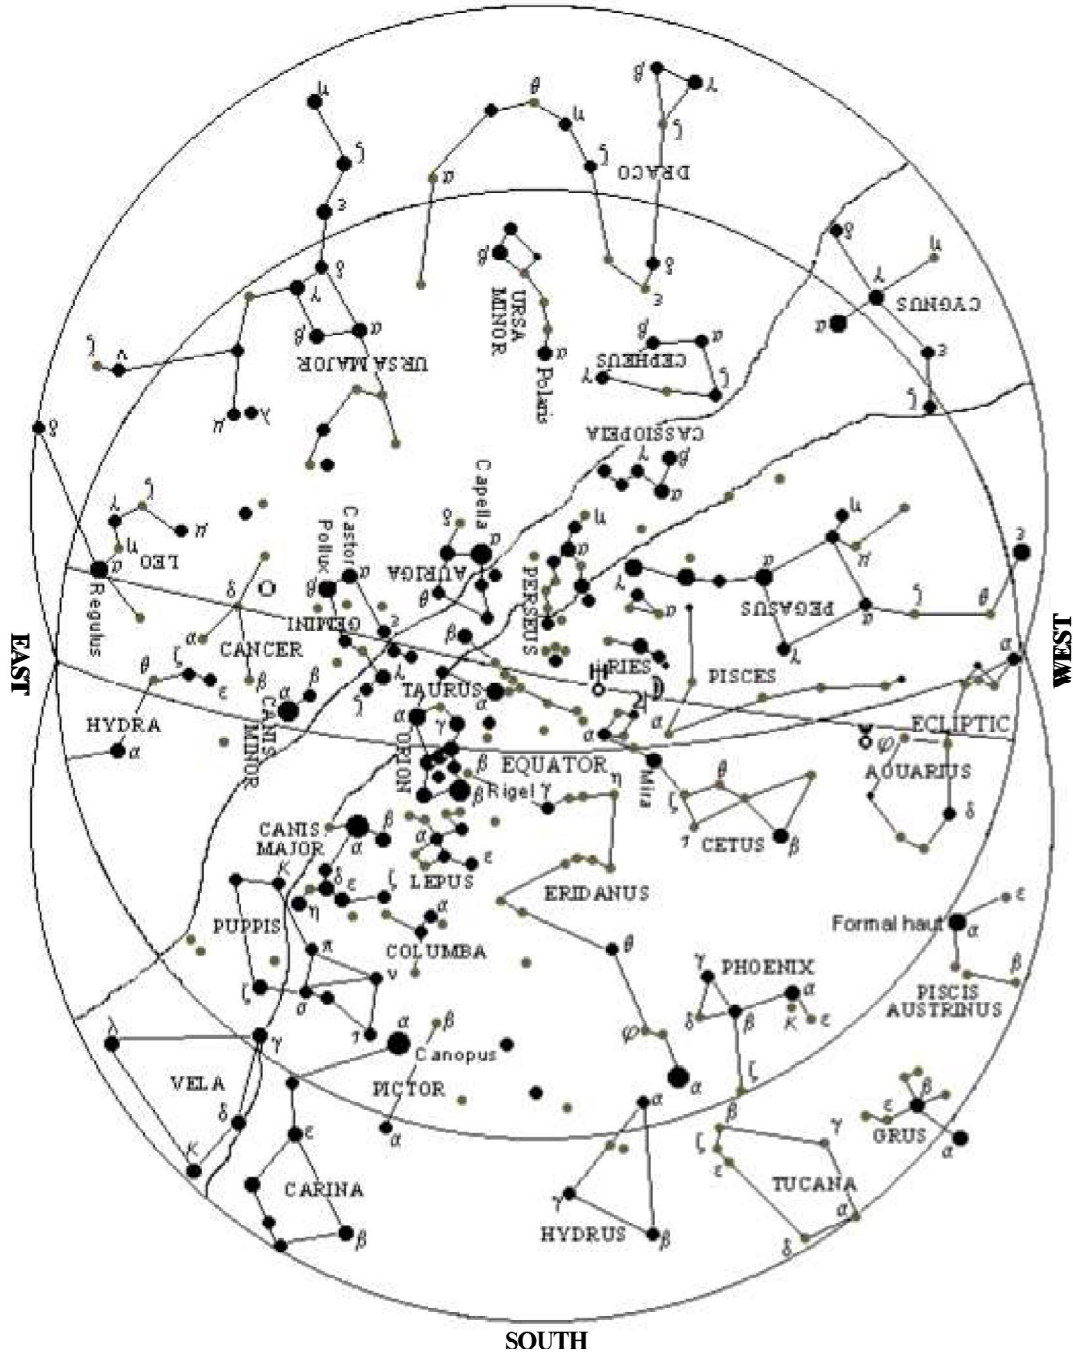 μ
β
γ
θ
μ
ζ
ζ
ζ
DRACO
α
ε
δ
η
β
δ
δ
γ
ε
γ
CYGNUS
URSA
MINOR
α
β
α
β
α
URSA MAJOR
CEPHEUS
ε
ζ
ν
α
Polaris
γ
ζ
ζ
μ
λ
δ
CASSIOPEIA
γ
β
α
Capella
ζ
γ
μ
LEO
η
α
Regulus
Castor
Pollux
α
β
δ
α
AURIGA
θ
η
α
PERSEUS
γ
α
η
μ
PEGASUS
α
α
ζ
θ
ε
γ
δ
CANCER
α
β
GEMINI
ε
γ
ζ
β
TAURUS
α
RIES
PISCES
α
α
EAST
WEST
θ
ζ
ε
HYDRA
α
CANIS
MINOR
α
β
ORION
α
γ
β
β
Rigel
EQUATOR
α
Mira
ECLIPTIC
φ
AQUARIUS
δ
CANIS
MAJOR
β
α
δ
ε
ζ
η
α
ε
LEPUS
γ
η
ERIDANUS
ζ
θ
τ
CETUS
β
κ
PUPPIS
π
ν
ζ
σ
τ
α
COLUMBA
θ
φ
α
γ
PHOENIX
α
δ
β
κ
ε
ζ
Formal haut
α
ε
β
PISCIS
AUSTRINUS
λ
γ
VELA
δ
κ
α
Canopus
β
PICTOR
α
ε
CARINA
β
α
γ
HYDRUS
β
β
γ
ζ
ε
TUCANA
α
δ
β
ε
GRUS
α
SOUTH